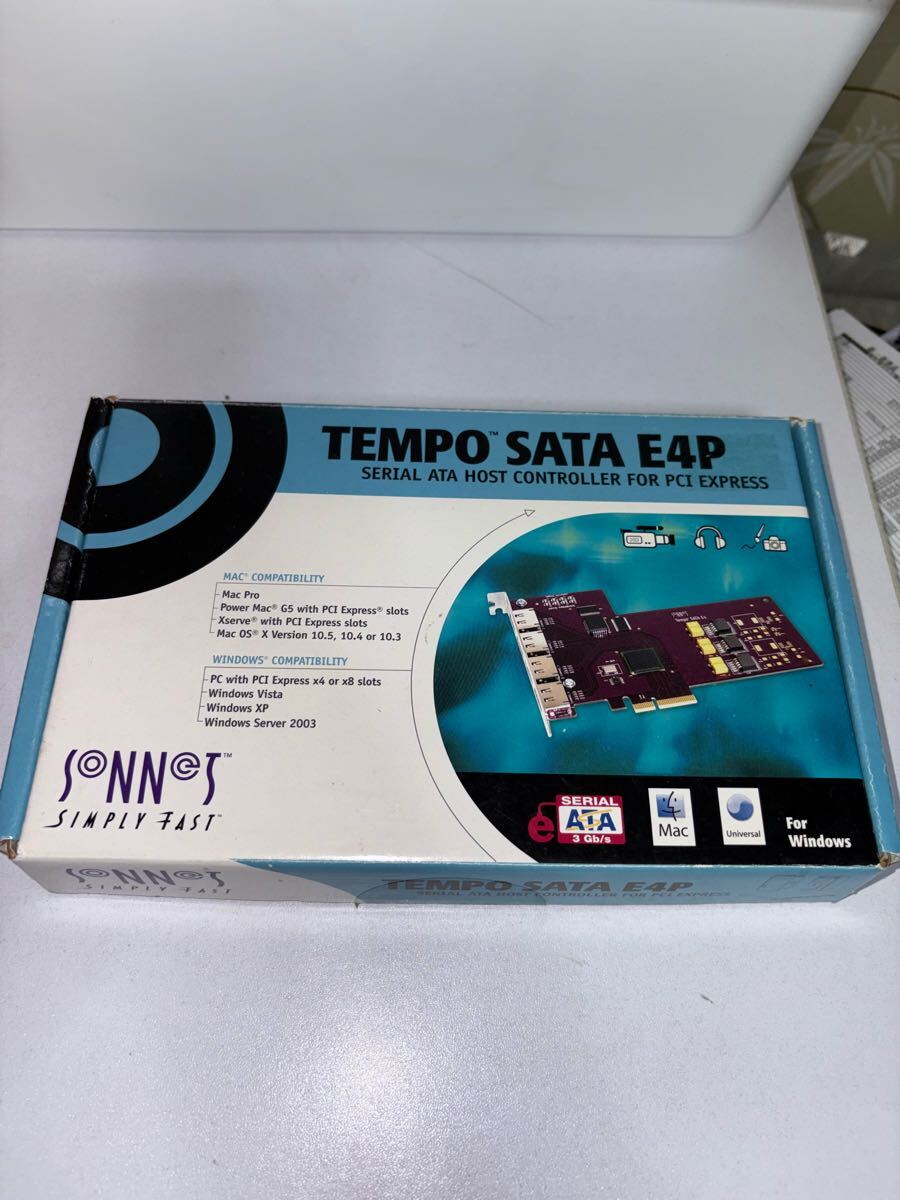 TEMPO™ SATA E4P
SERIAL ATA HOST CONTROLLER FOR PCI EXPRESS
MAC® COMPATIBILITY
Mac Pro
Power Mac® G5 with PCI Express® slots
Xserve with PCI Express slots
Mac OS® X Version 10.5, 10.4 or 10.3
WINDOWS® COMPATIBILITY
PC with PCI Express x4 or x8 slots
Windows Vista
Windows XP
Windows Server 2003
SONNET™
SIMPLY FAST™
e SERIAL
ATA
3 Gb/s
Mac
Universal
For
Windows
SONNET
SIMPLY FAST
TEMPO SATA E4P
SERIAL ATA HOST CONTROLLER FOR PCI EXPRESS